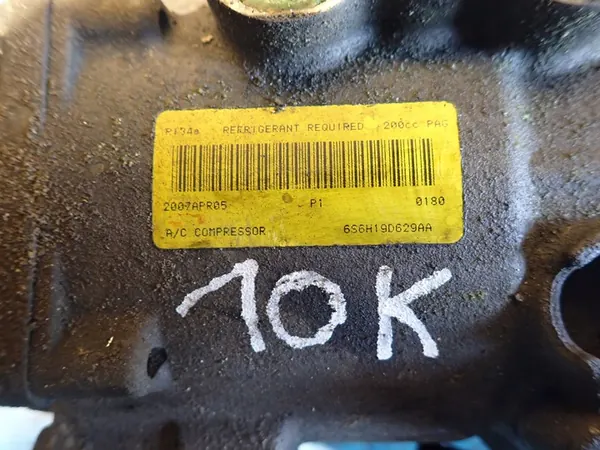 R134a REFRIGERANT REQUIRED 200cc PAG
2007APR05 P1 0180
A/C COMPRESSOR 6S6H19D629AA
10K